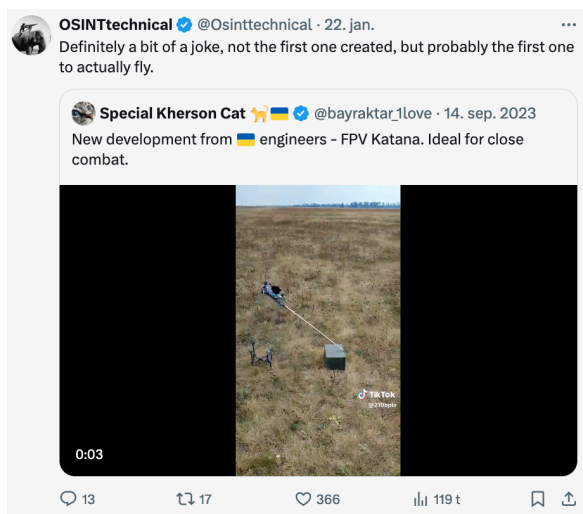 OSINTtechnical @Osinttechnical · 22. jan.
Definitely a bit of a joke, not the first one created, but probably the first one
to actually fly.
Special Kherson Cat 🐈🇺🇦 @bayraktar_1love · 14. sep. 2023
New development from 🇺🇦 engineers - FPV Katana. Ideal for close
combat.
TikTok
0:03
13 17 366 119 t